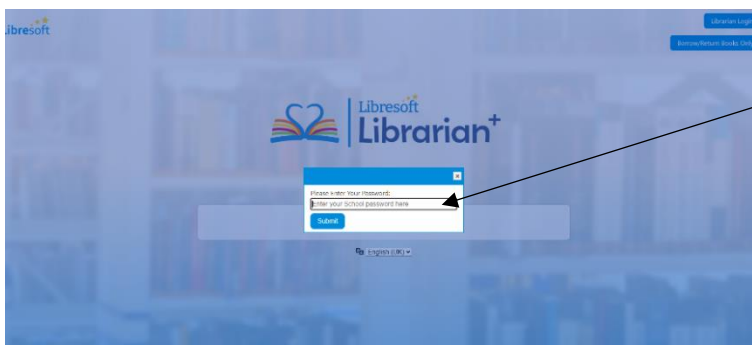 Libresoft
Librarian Login
Borrow/Return Books Only
Libresoft
Librarian+
Please Enter Your Password:
Enter your School password here
Submit
English (UK)